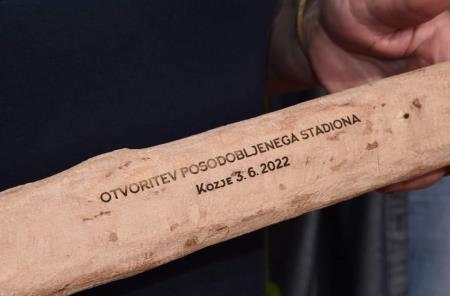 OTVORITEV POSODOBLJENEGA STADIONA
KOZJE 3. 6. 2022